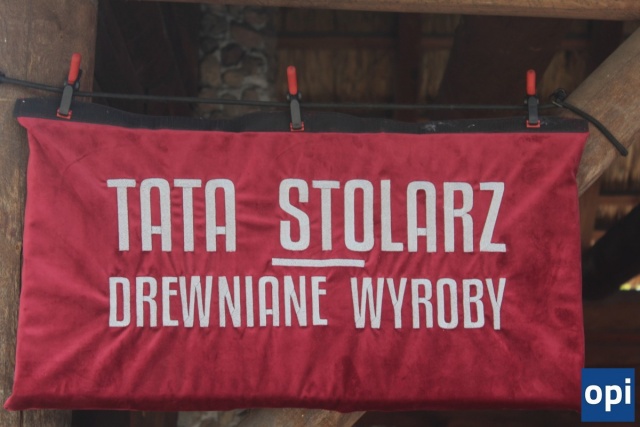 TATA STOLARZ
DREWNIANE WYROBY
opi